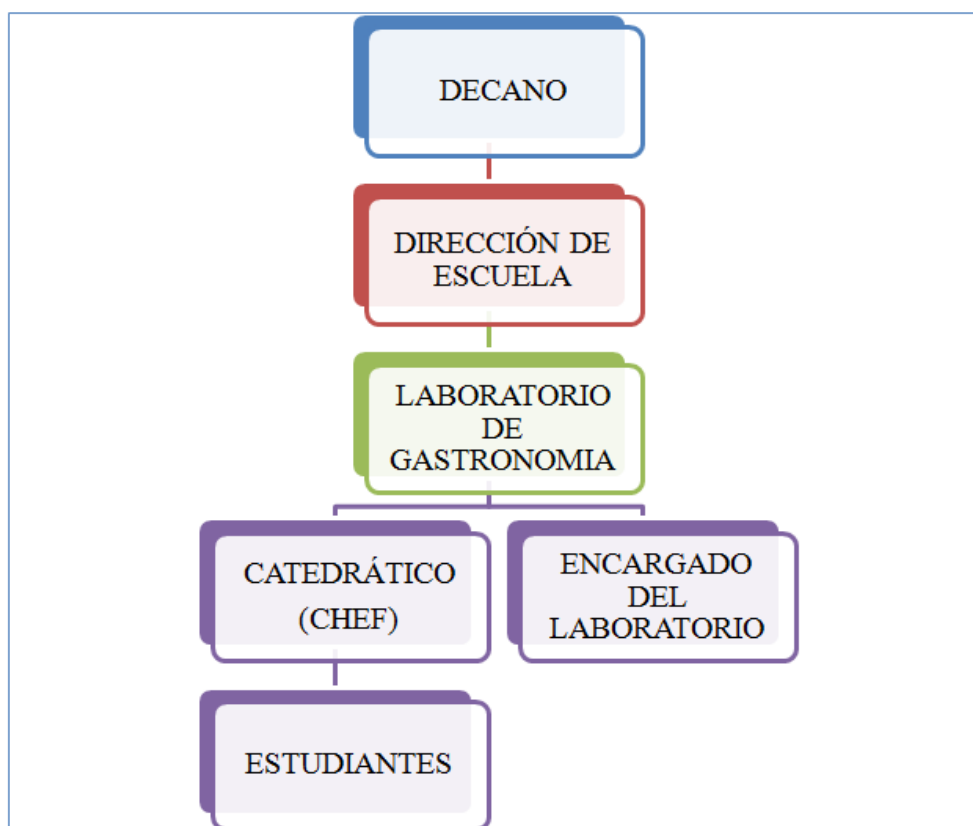 DECANO
DIRECCIÓN DE
ESCUELA
LABORATORIO
DE
GASTRONOMIA
CATEDRÁTICO
(CHEF)
ENCARGADO
DEL
LABORATORIO
ESTUDIANTES